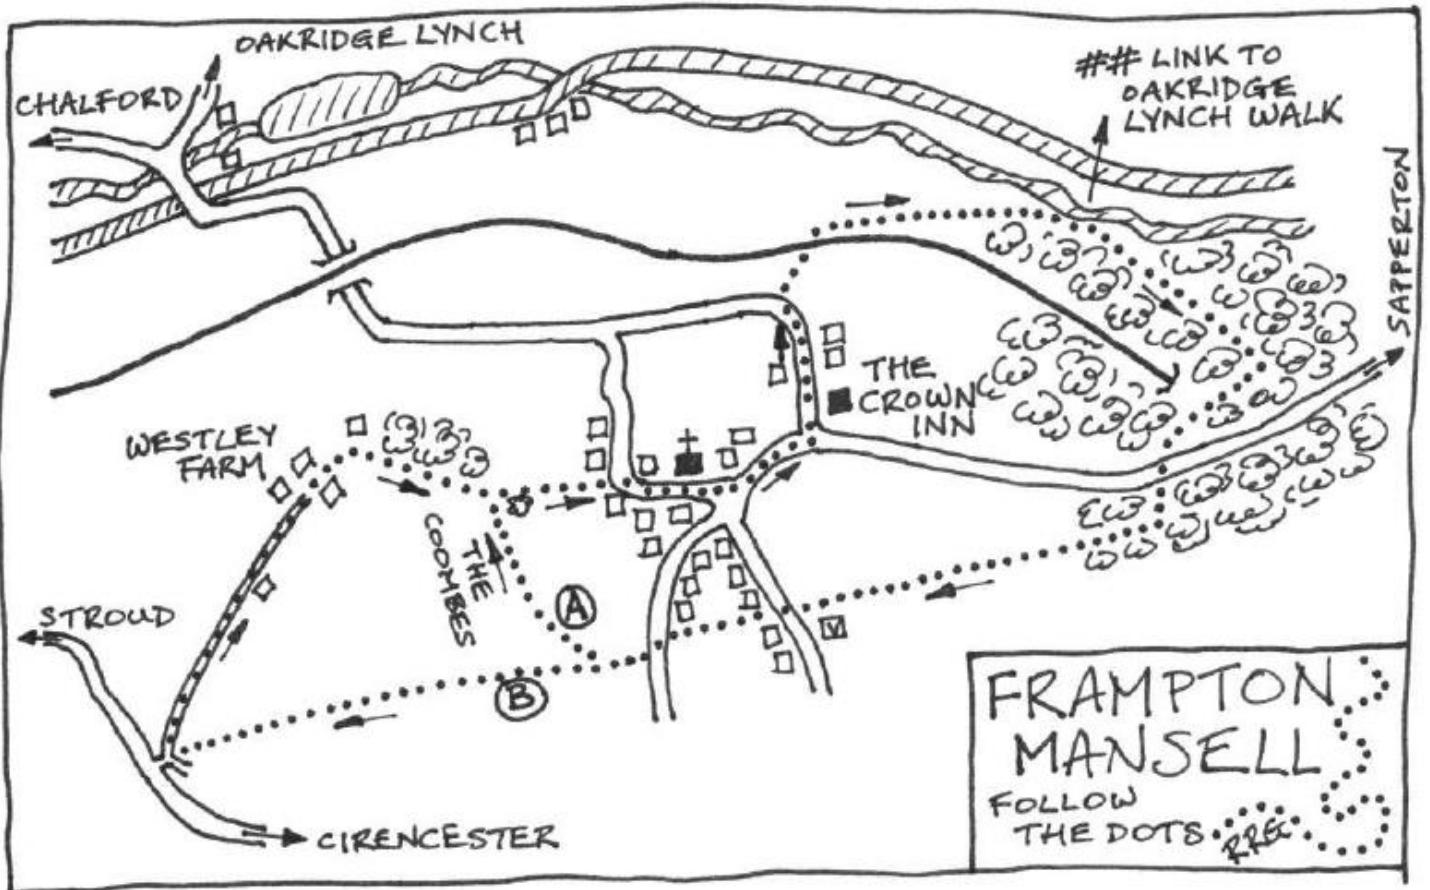 OAKRIDGE LYNCH
CHALFORD
## LINK TO
OAKRIDGE
LYNCH WALK
SAPPERTON
THE
CROWN
INN
WESTLEY
FARM
THE
COOMBES
STROUD
A
B
V
CIRENCESTER
FRAMPTON
MANSELL
FOLLOW
THE DOTS
RREC